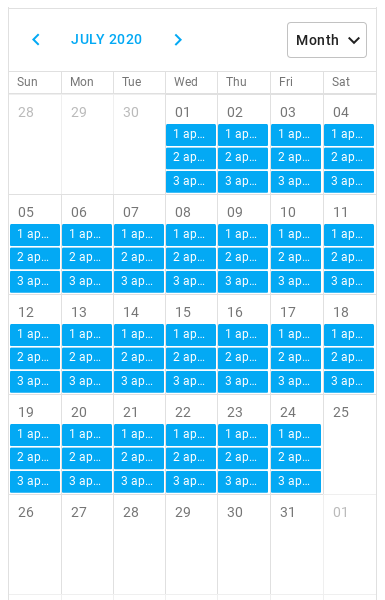 JULY 2020
Month
Sun Mon Tue Wed Thu Fri Sat
28 29 30 01 02 03 04
1 ap... 1 ap... 1 ap... 1 ap...
2 ap... 2 ap... 2 ap... 2 ap...
3 ap... 3 ap... 3 ap... 3 ap...
05 06 07 08 09 10 11
1 ap... 1 ap... 1 ap... 1 ap... 1 ap... 1 ap... 1 ap...
2 ap... 2 ap... 2 ap... 2 ap... 2 ap... 2 ap... 2 ap...
3 ap... 3 ap... 3 ap... 3 ap... 3 ap... 3 ap... 3 ap...
12 13 14 15 16 17 18
1 ap... 1 ap... 1 ap... 1 ap... 1 ap... 1 ap... 1 ap...
2 ap... 2 ap... 2 ap... 2 ap... 2 ap... 2 ap... 2 ap...
3 ap... 3 ap... 3 ap... 3 ap... 3 ap... 3 ap... 3 ap...
19 20 21 22 23 24 25
1 ap... 1 ap... 1 ap... 1 ap... 1 ap... 1 ap...
2 ap... 2 ap... 2 ap... 2 ap... 2 ap... 2 ap...
3 ap... 3 ap... 3 ap... 3 ap... 3 ap... 3 ap...
26 27 28 29 30 31 01